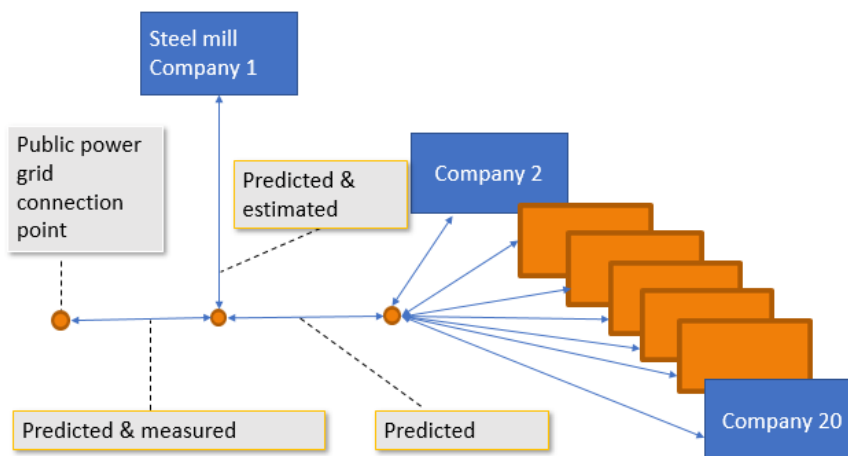 Steel mill
Company 1
Public power
grid
connection
point
Predicted &
estimated
Company 2
Predicted & measured
Predicted
Company 20